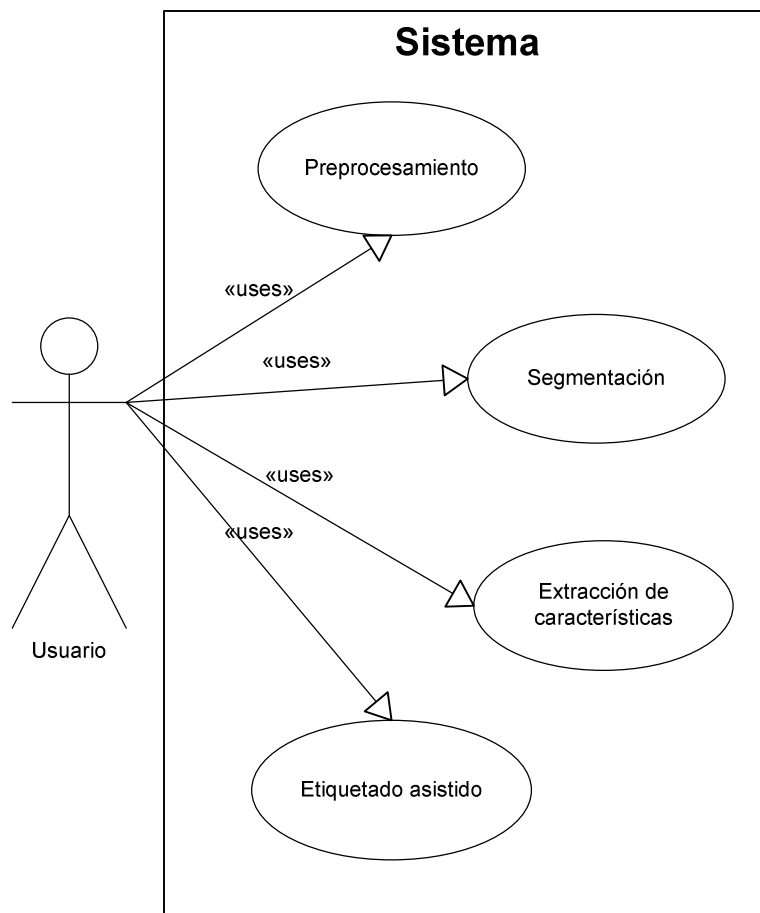 Sistema
Preprocesamiento
«uses»
«uses»
Segmentación
«uses»
«uses»
Extracción de
características
Usuario
Etiquetado asistido